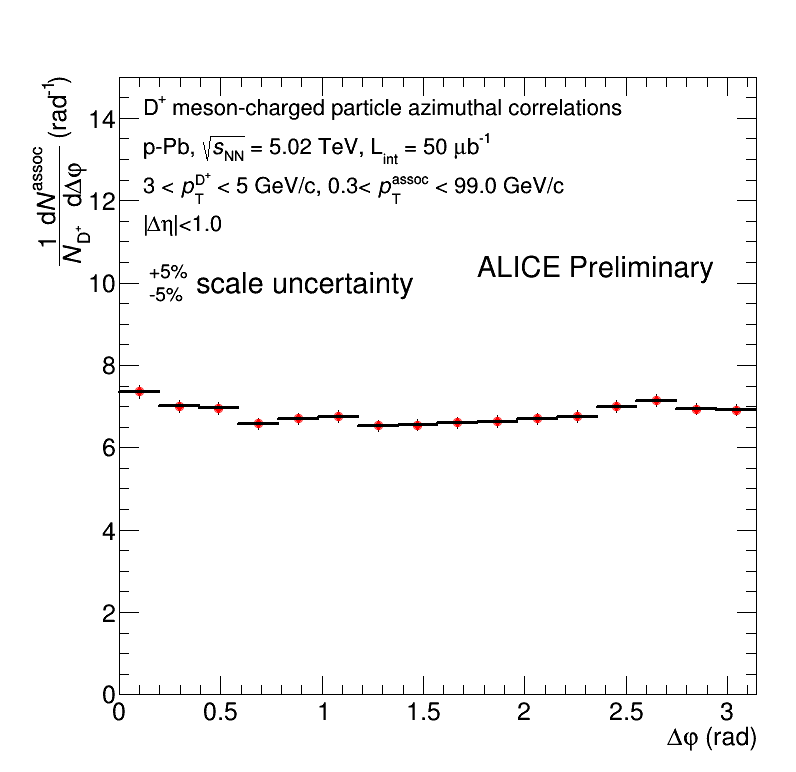 D⁺ meson-charged particle azimuthal correlations
p-Pb, √s_NN = 5.02 TeV, L_int = 50 μb⁻¹
3 < p_T^D⁺ < 5 GeV/c, 0.3< p_T^assoc < 99.0 GeV/c
|Δη|<1.0
+5%
-5% scale uncertainty
ALICE Preliminary
1 dN^assoc
N_D⁺ dΔφ (rad⁻¹)
14
12
10
8
6
4
2
0
0 0.5 1 1.5 2 2.5 3
Δφ (rad)